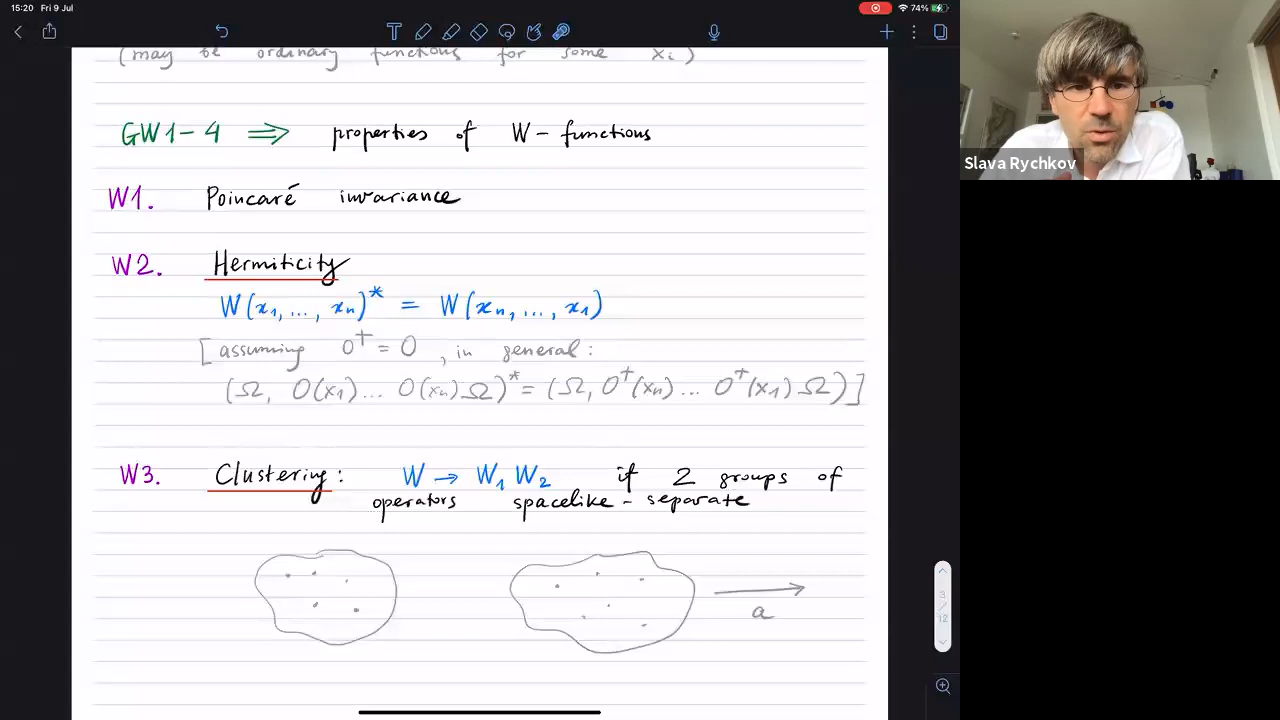 15:20 Fri 9 Jul
74%
(may be ordinary functions for some xi)
GW1-4 ⟹ properties of W-functions
W1. Poincaré invariance
W2. Hermiticity
W(x₁,..., xₙ)* = W(xₙ,..., x₁)
[assuming O† = O, in general:
(Ω, O(x₁)... O(xₙ)Ω)* = (Ω, O†(xₙ)... O†(x₁)Ω)]
W3. Clustering: W → W₁ W₂ if 2 groups of
operators spacelike-separate
a
3/12
Slava Rychkov